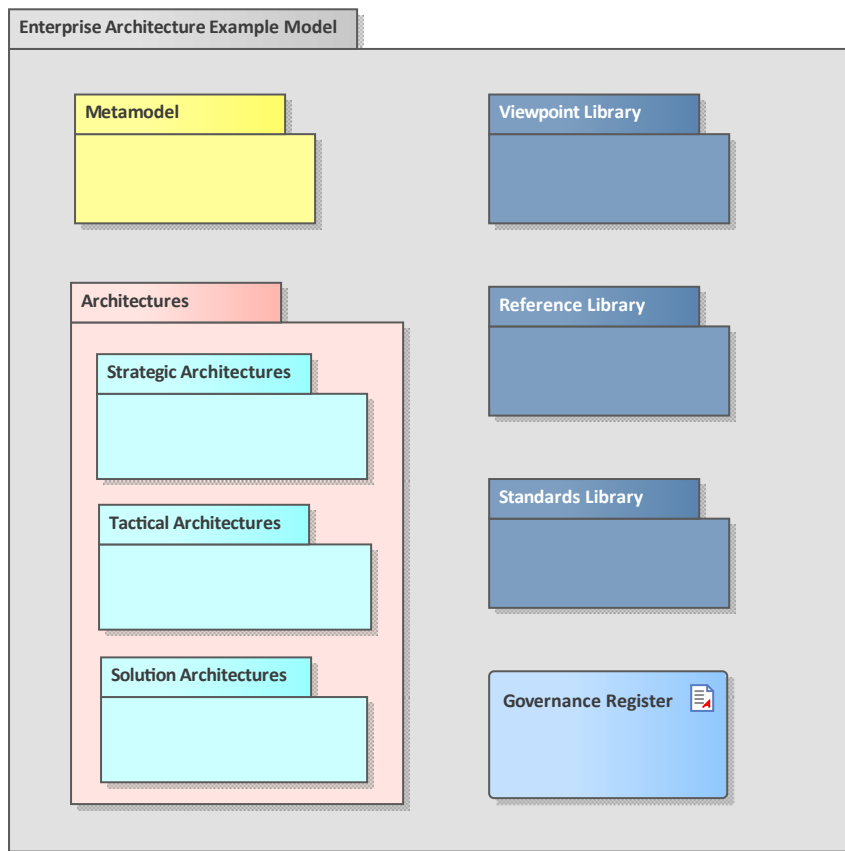 Enterprise Architecture Example Model
Metamodel
Viewpoint Library
Architectures
Reference Library
Strategic Architectures
Standards Library
Tactical Architectures
Solution Architectures
Governance Register